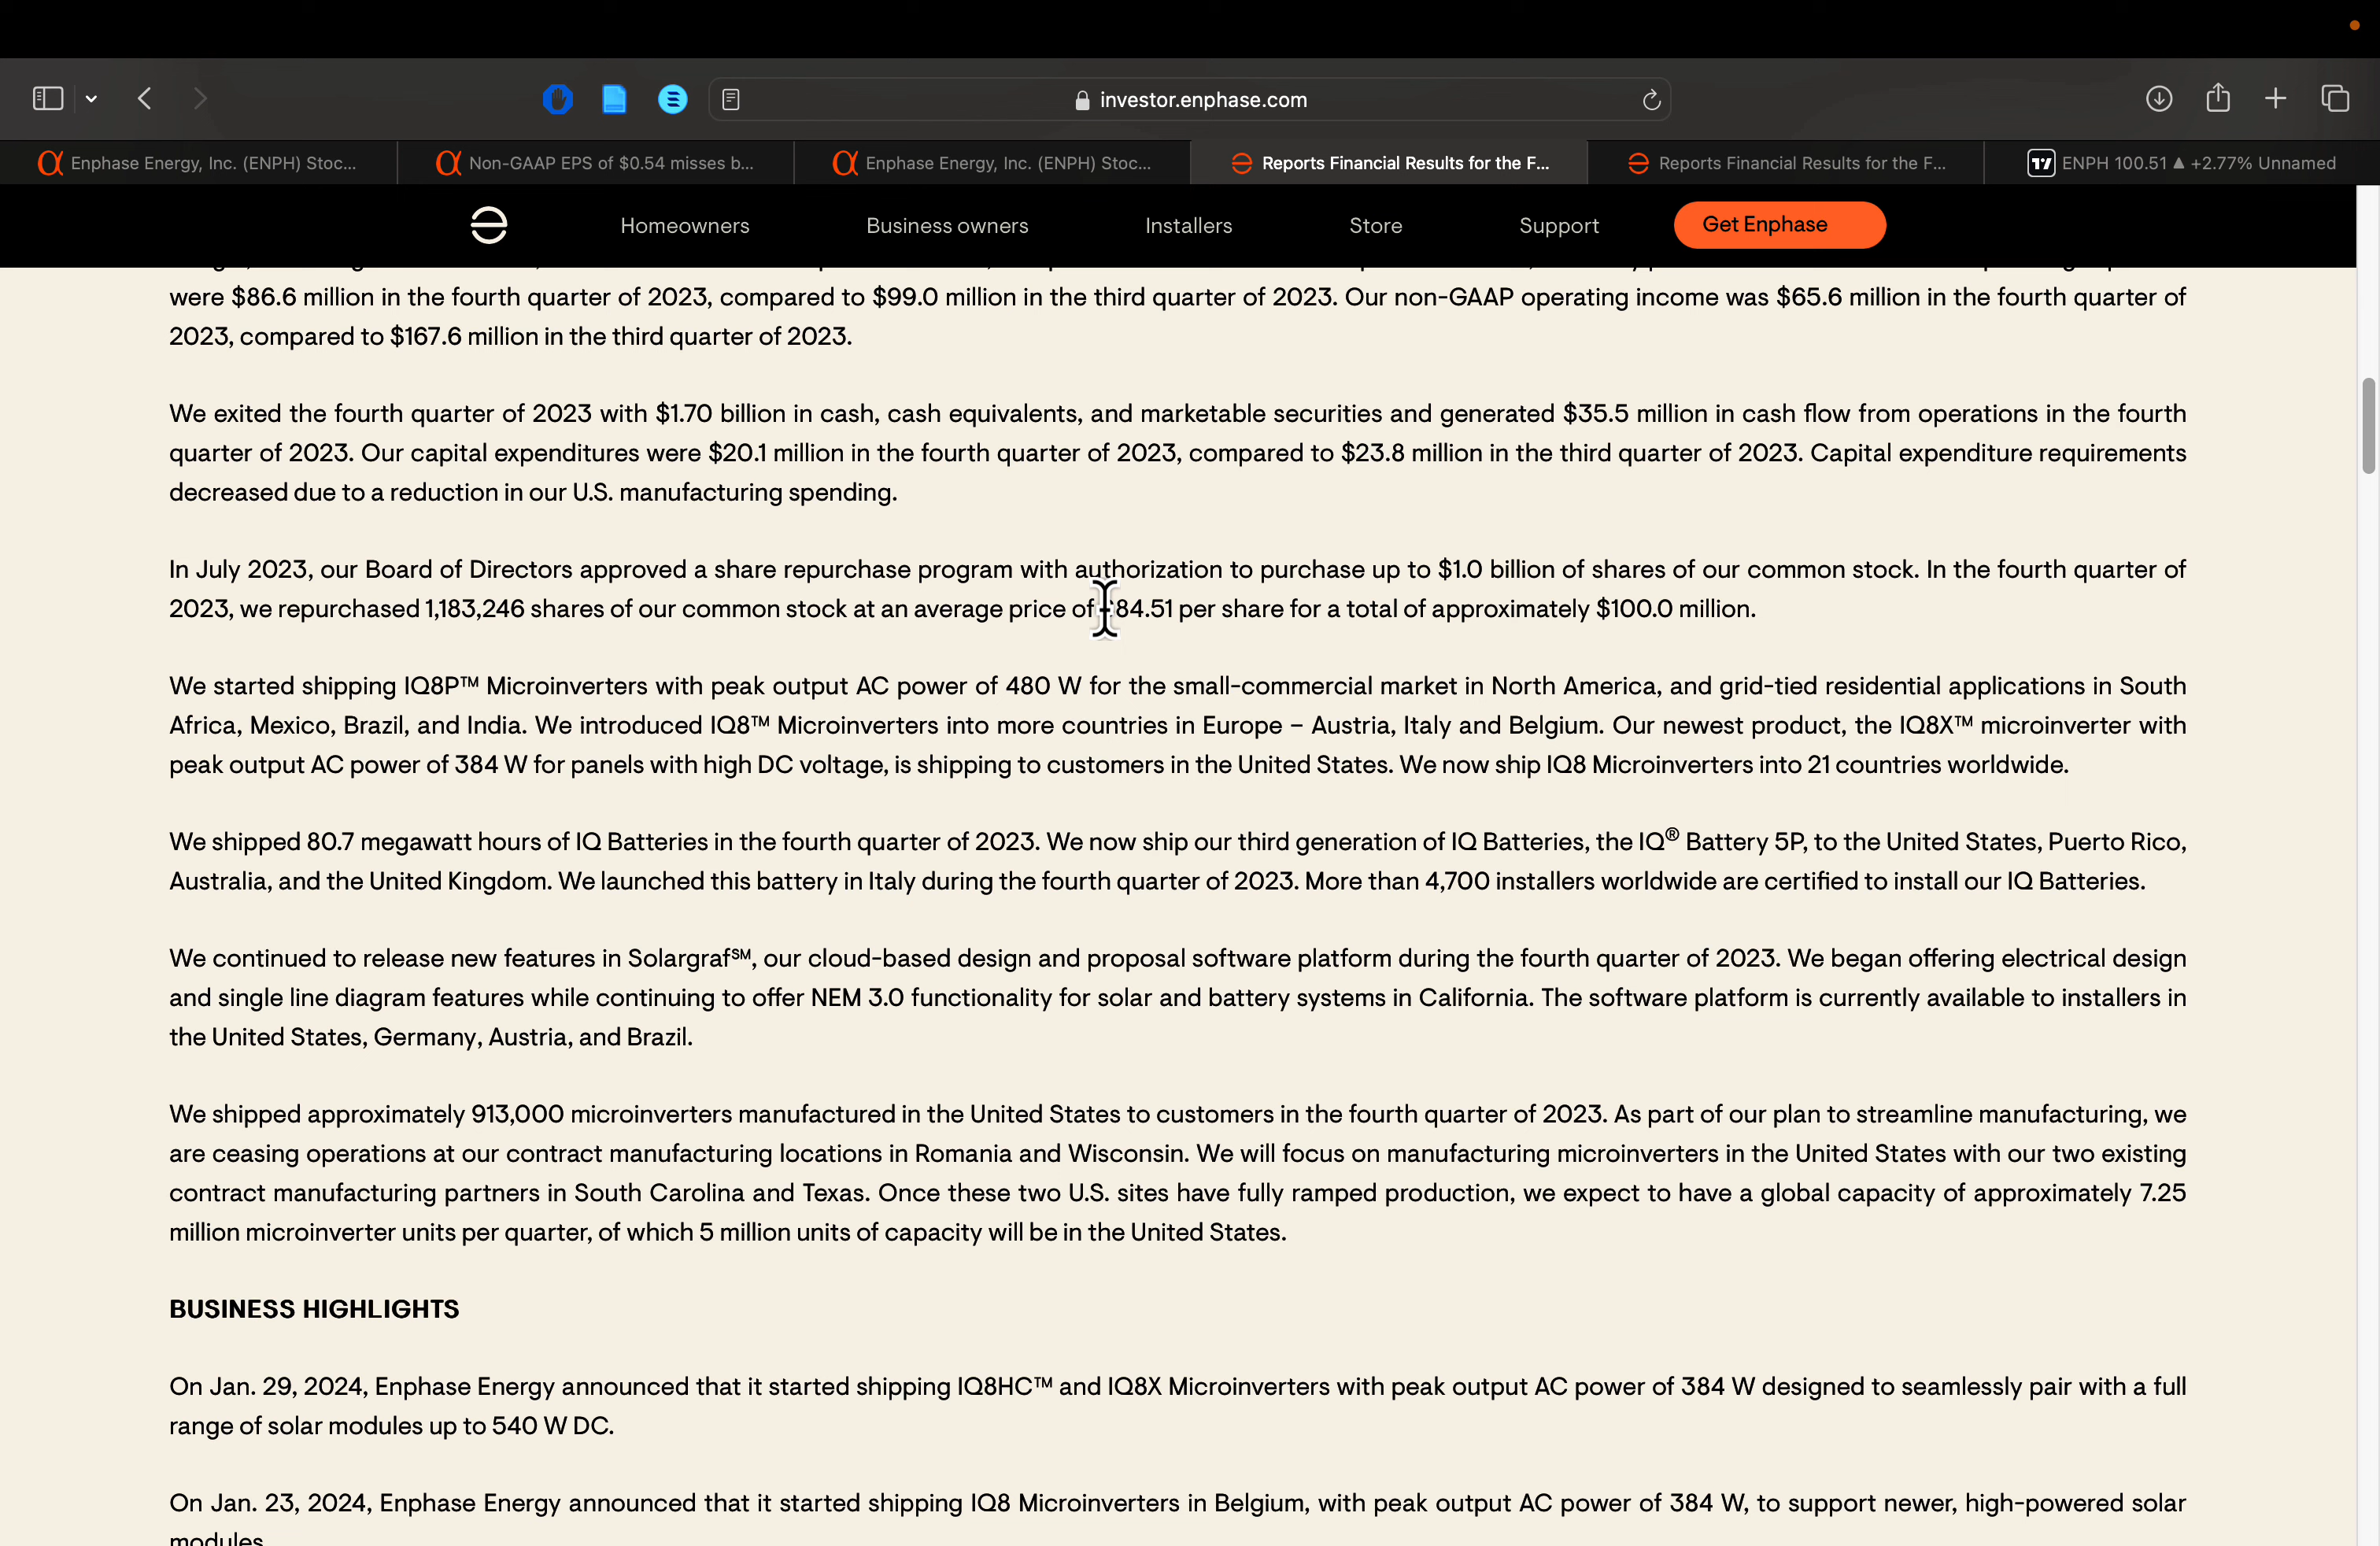 investor.enphase.com
Enphase Energy, Inc. (ENPH) Stoc...
Non-GAAP EPS of $0.54 misses b...
Enphase Energy, Inc. (ENPH) Stoc...
Reports Financial Results for the F...
Reports Financial Results for the F...
ENPH 100.51 ▲ +2.77% Unnamed
Homeowners
Business owners
Installers
Store
Support
Get Enphase
were $86.6 million in the fourth quarter of 2023, compared to $99.0 million in the third quarter of 2023. Our non-GAAP operating income was $65.6 million in the fourth quarter of
2023, compared to $167.6 million in the third quarter of 2023.
We exited the fourth quarter of 2023 with $1.70 billion in cash, cash equivalents, and marketable securities and generated $35.5 million in cash flow from operations in the fourth
quarter of 2023. Our capital expenditures were $20.1 million in the fourth quarter of 2023, compared to $23.8 million in the third quarter of 2023. Capital expenditure requirements
decreased due to a reduction in our U.S. manufacturing spending.
In July 2023, our Board of Directors approved a share repurchase program with authorization to purchase up to $1.0 billion of shares of our common stock. In the fourth quarter of
2023, we repurchased 1,183,246 shares of our common stock at an average price of 84.51 per share for a total of approximately $100.0 million.
We started shipping IQ8P™ Microinverters with peak output AC power of 480 W for the small-commercial market in North America, and grid-tied residential applications in South
Africa, Mexico, Brazil, and India. We introduced IQ8™ Microinverters into more countries in Europe – Austria, Italy and Belgium. Our newest product, the IQ8X™ microinverter with
peak output AC power of 384 W for panels with high DC voltage, is shipping to customers in the United States. We now ship IQ8 Microinverters into 21 countries worldwide.
We shipped 80.7 megawatt hours of IQ Batteries in the fourth quarter of 2023. We now ship our third generation of IQ Batteries, the IQ® Battery 5P, to the United States, Puerto Rico,
Australia, and the United Kingdom. We launched this battery in Italy during the fourth quarter of 2023. More than 4,700 installers worldwide are certified to install our IQ Batteries.
We continued to release new features in Solargraf℠, our cloud-based design and proposal software platform during the fourth quarter of 2023. We began offering electrical design
and single line diagram features while continuing to offer NEM 3.0 functionality for solar and battery systems in California. The software platform is currently available to installers in
the United States, Germany, Austria, and Brazil.
We shipped approximately 913,000 microinverters manufactured in the United States to customers in the fourth quarter of 2023. As part of our plan to streamline manufacturing, we
are ceasing operations at our contract manufacturing locations in Romania and Wisconsin. We will focus on manufacturing microinverters in the United States with our two existing
contract manufacturing partners in South Carolina and Texas. Once these two U.S. sites have fully ramped production, we expect to have a global capacity of approximately 7.25
million microinverter units per quarter, of which 5 million units of capacity will be in the United States.
BUSINESS HIGHLIGHTS
On Jan. 29, 2024, Enphase Energy announced that it started shipping IQ8HC™ and IQ8X Microinverters with peak output AC power of 384 W designed to seamlessly pair with a full
range of solar modules up to 540 W DC.
On Jan. 23, 2024, Enphase Energy announced that it started shipping IQ8 Microinverters in Belgium, with peak output AC power of 384 W, to support newer, high-powered solar
modules.